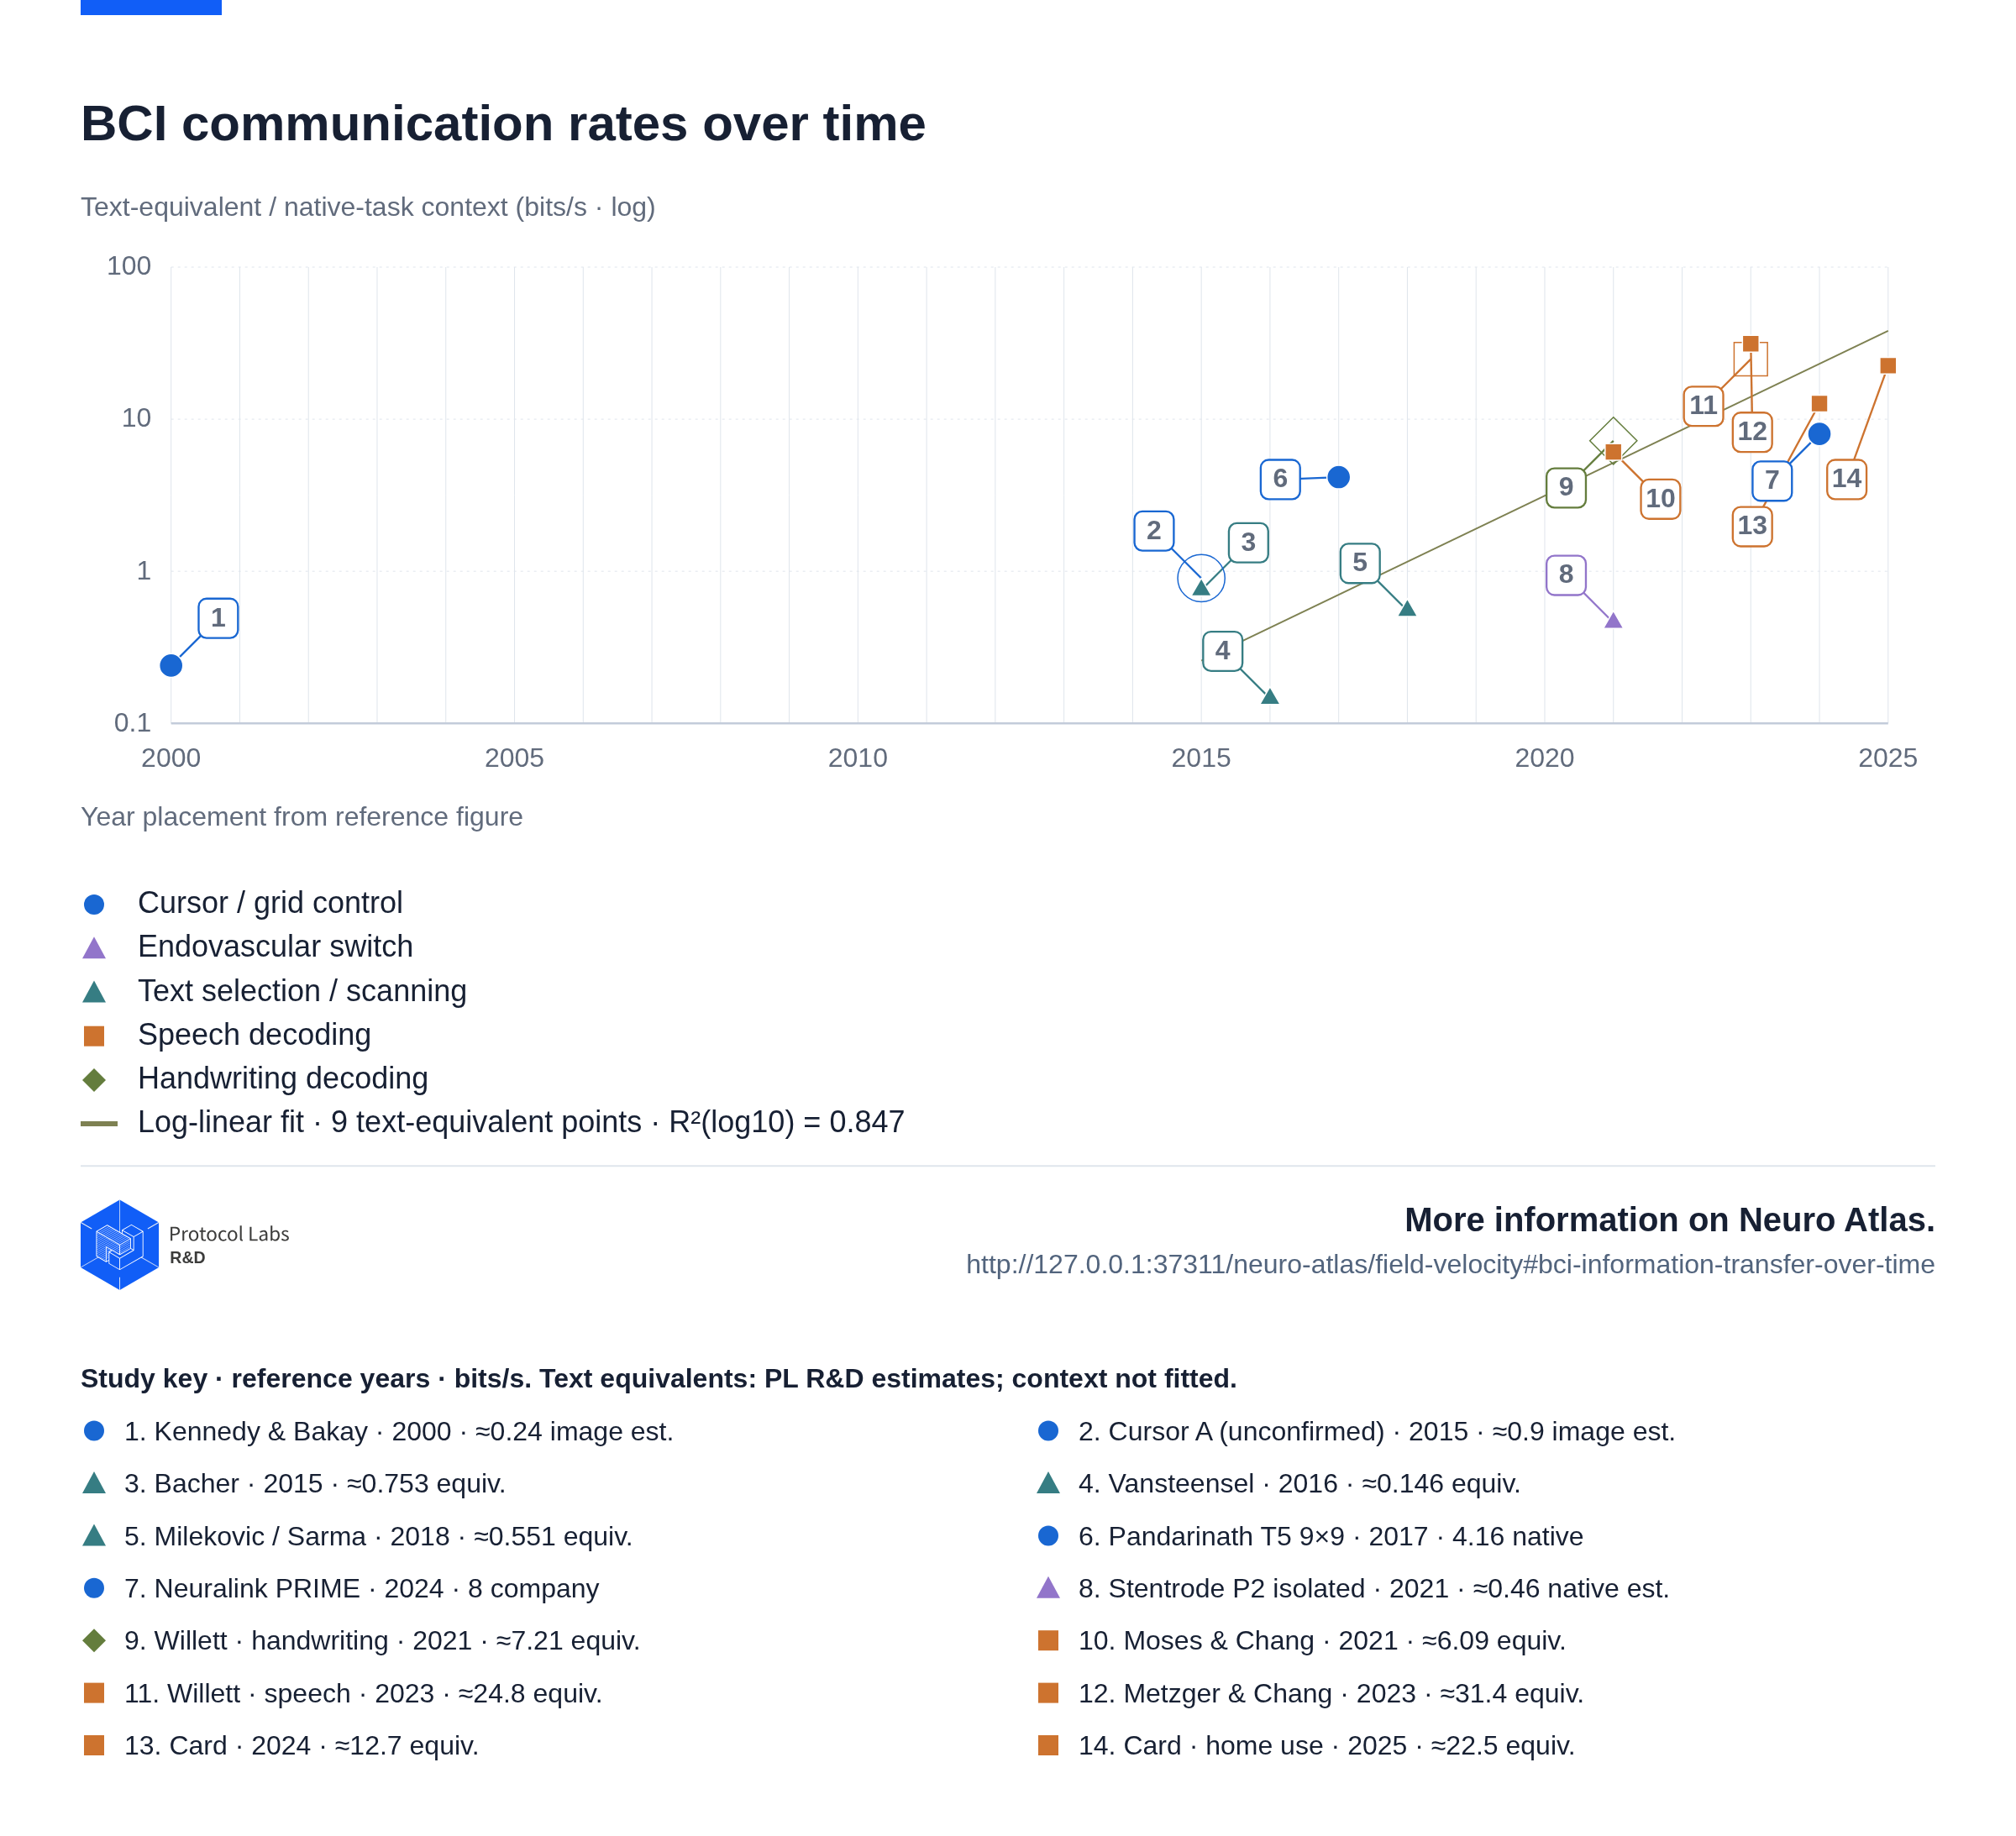 BCI communication rates over time
Text-equivalent / native-task context (bits/s · log)
100
10
1
0.1
1
2
3
4
5
6
7
8
9
10
11
12
13
14
2000 2005 2010 2015 2020 2025
Year placement from reference figure
Cursor / grid control
Endovascular switch
Text selection / scanning
Speech decoding
Handwriting decoding
Log-linear fit · 9 text-equivalent points · R²(log10) = 0.847
Protocol Labs
R&D
More information on Neuro Atlas.
http://127.0.0.1:37311/neuro-atlas/field-velocity#bci-information-transfer-over-time
Study key · reference years · bits/s. Text equivalents: PL R&D estimates; context not fitted.
1. Kennedy & Bakay · 2000 · ≈0.24 image est.
2. Cursor A (unconfirmed) · 2015 · ≈0.9 image est.
3. Bacher · 2015 · ≈0.753 equiv.
4. Vansteensel · 2016 · ≈0.146 equiv.
5. Milekovic / Sarma · 2018 · ≈0.551 equiv.
6. Pandarinath T5 9×9 · 2017 · 4.16 native
7. Neuralink PRIME · 2024 · 8 company
8. Stentrode P2 isolated · 2021 · ≈0.46 native est.
9. Willett · handwriting · 2021 · ≈7.21 equiv.
10. Moses & Chang · 2021 · ≈6.09 equiv.
11. Willett · speech · 2023 · ≈24.8 equiv.
12. Metzger & Chang · 2023 · ≈31.4 equiv.
13. Card · 2024 · ≈12.7 equiv.
14. Card · home use · 2025 · ≈22.5 equiv.